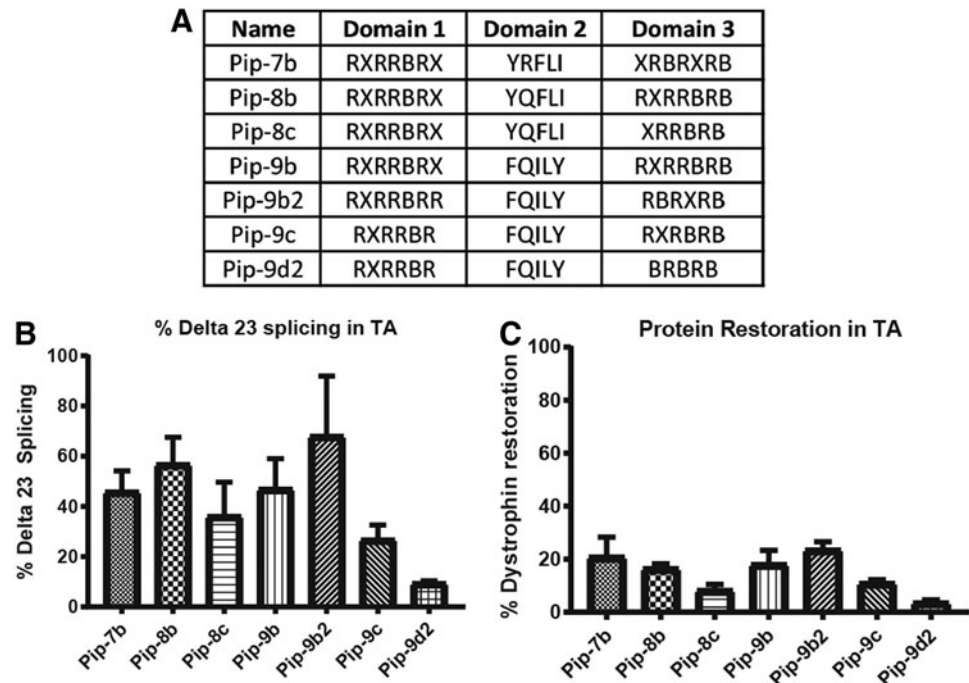 A
Name Domain 1 Domain 2 Domain 3
Pip-7b RXRRBRX YRFLI XRBRXRB
Pip-8b RXRRBRX YQFLI RXRRBRB
Pip-8c RXRRBRX YQFLI XRRBRB
Pip-9b RXRRBRX FQILY RXRRBRB
Pip-9b2 RXRRBRR FQILY RBRXRB
Pip-9c RXRRBR FQILY RXRBRB
Pip-9d2 RXRRBR FQILY BRBRB
B
% Delta 23 splicing in TA
% Delta 23 Splicing
100
80
60
40
20
0
Pip-7b
Pip-8b
Pip-8c
Pip-9b
Pip-9b2
Pip-9c
Pip-9d2
C
Protein Restoration in TA
% Dystrophin restoration
100
80
60
40
20
0
Pip-7b
Pip-8b
Pip-8c
Pip-9b
Pip-9b2
Pip-9c
Pip-9d2